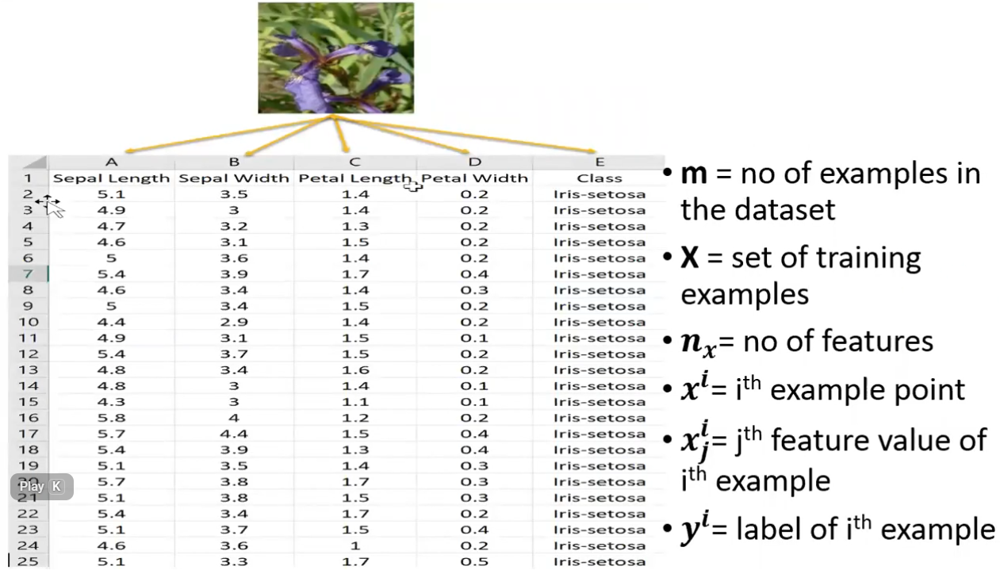 A B C D E
1 Sepal Length Sepal Width Petal Length Petal Width Class
2 5.1 3.5 1.4 0.2 Iris-setosa
3 4.9 3 1.4 0.2 Iris-setosa
4 4.7 3.2 1.3 0.2 Iris-setosa
5 4.6 3.1 1.5 0.2 Iris-setosa
6 5 3.6 1.4 0.2 Iris-setosa
7 5.4 3.9 1.7 0.4 Iris-setosa
8 4.6 3.4 1.4 0.3 Iris-setosa
9 5 3.4 1.5 0.2 Iris-setosa
10 4.4 2.9 1.4 0.2 Iris-setosa
11 4.9 3.1 1.5 0.1 Iris-setosa
12 5.4 3.7 1.5 0.2 Iris-setosa
13 4.8 3.4 1.6 0.2 Iris-setosa
14 4.8 3 1.4 0.1 Iris-setosa
15 4.3 3 1.1 0.1 Iris-setosa
16 5.8 4 1.2 0.2 Iris-setosa
17 5.7 4.4 1.5 0.4 Iris-setosa
18 5.4 3.9 1.3 0.4 Iris-setosa
19 5.1 3.5 1.4 0.3 Iris-setosa
20 5.7 3.8 1.7 0.3 Iris-setosa
Play K
21 5.1 3.8 1.5 0.3 Iris-setosa
22 5.4 3.4 1.7 0.2 Iris-setosa
23 5.1 3.7 1.5 0.4 Iris-setosa
24 4.6 3.6 1 0.2 Iris-setosa
25 5.1 3.3 1.7 0.5 Iris-setosa
• m = no of examples in
the dataset
• X = set of training
examples
• n_x= no of features
• x^i= i^th example point
• x_j^i= j^th feature value of
i^th example
• y^i= label of i^th example